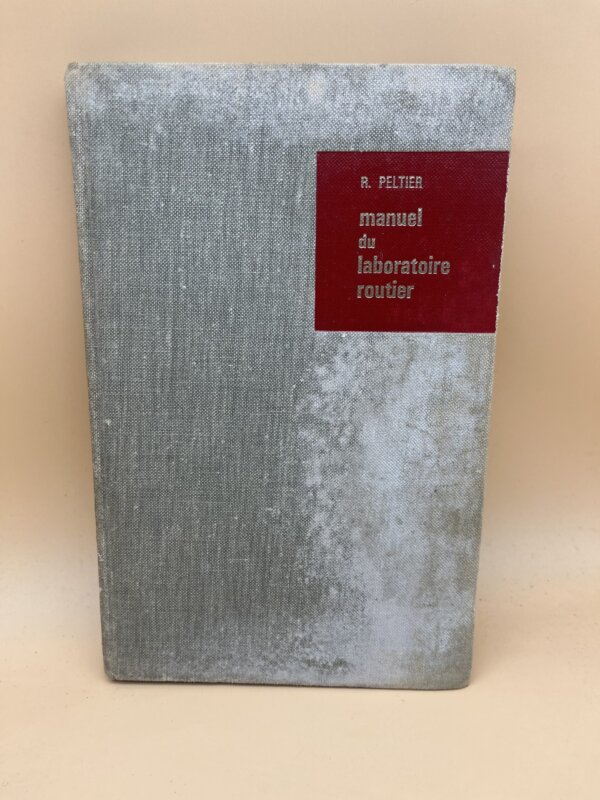 R. PELTIER
manuel
du
laboratoire
routier